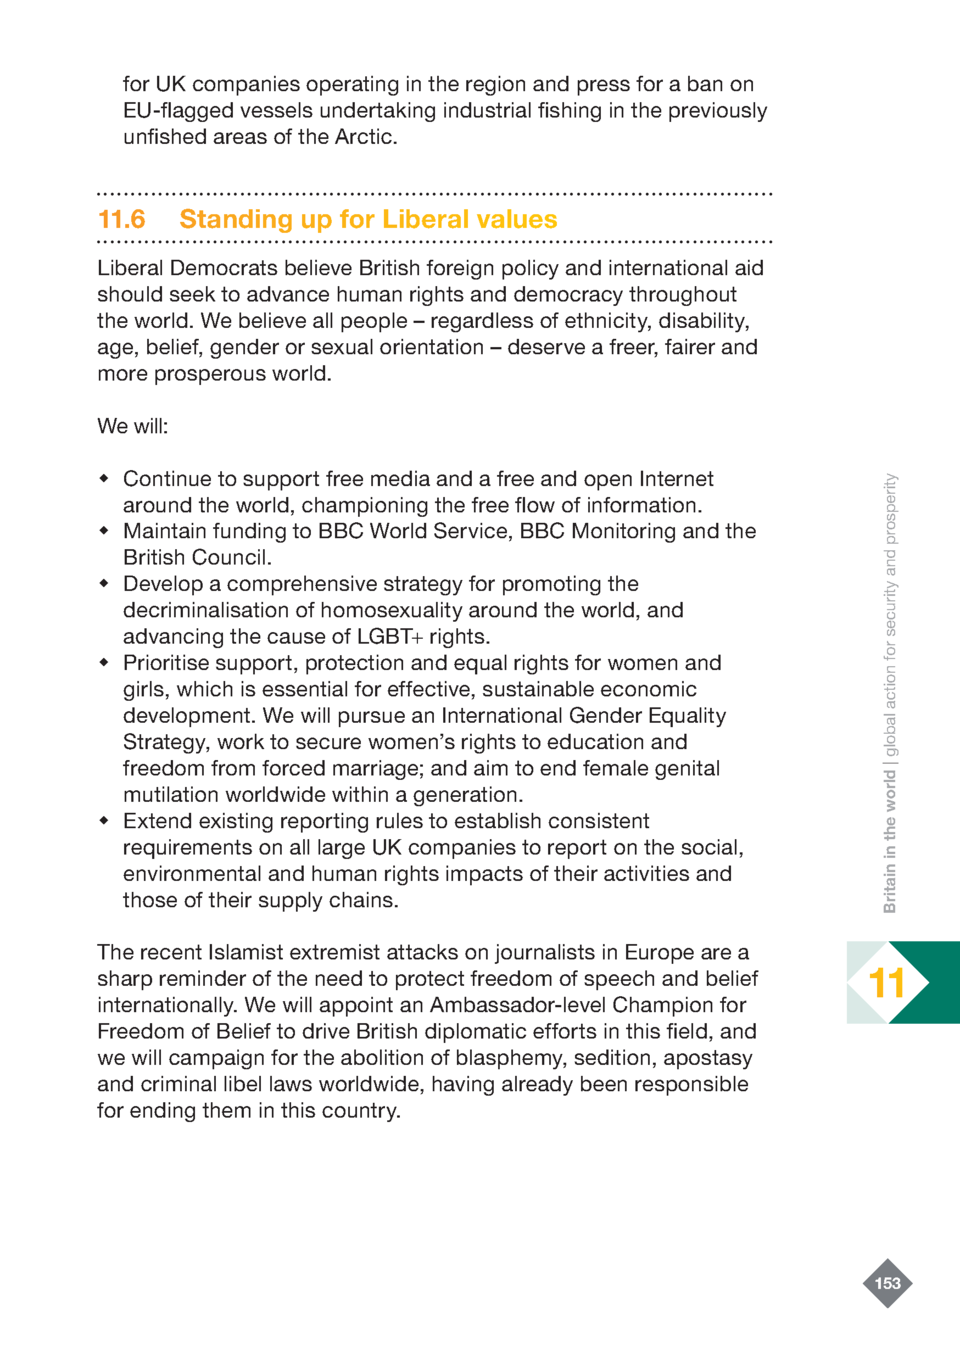 for UK companies operating in the region and press for a ban on
EU-flagged vessels undertaking industrial fishing in the previously
unfished areas of the Arctic.
11.6 Standing up for Liberal values
Liberal Democrats believe British foreign policy and international aid
should seek to advance human rights and democracy throughout
the world. We believe all people – regardless of ethnicity, disability,
age, belief, gender or sexual orientation – deserve a freer, fairer and
more prosperous world.
We will:
◆ Continue to support free media and a free and open Internet
around the world, championing the free flow of information.
◆ Maintain funding to BBC World Service, BBC Monitoring and the
British Council.
◆ Develop a comprehensive strategy for promoting the
decriminalisation of homosexuality around the world, and
advancing the cause of LGBT+ rights.
◆ Prioritise support, protection and equal rights for women and
girls, which is essential for effective, sustainable economic
development. We will pursue an International Gender Equality
Strategy, work to secure women’s rights to education and
freedom from forced marriage; and aim to end female genital
mutilation worldwide within a generation.
◆ Extend existing reporting rules to establish consistent
requirements on all large UK companies to report on the social,
environmental and human rights impacts of their activities and
those of their supply chains.
The recent Islamist extremist attacks on journalists in Europe are a
sharp reminder of the need to protect freedom of speech and belief
internationally. We will appoint an Ambassador-level Champion for
Freedom of Belief to drive British diplomatic efforts in this field, and
we will campaign for the abolition of blasphemy, sedition, apostasy
and criminal libel laws worldwide, having already been responsible
for ending them in this country.
Britain in the world | global action for security and prosperity
11
153